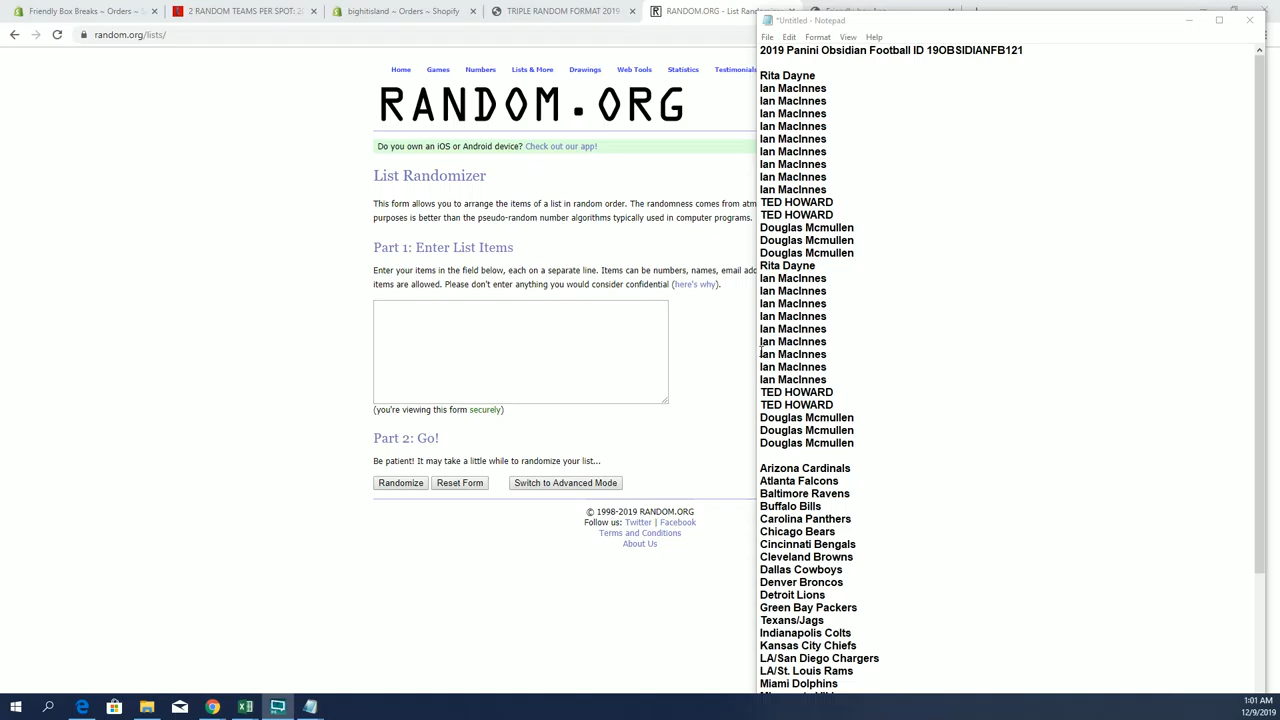 Friendly Box Breaks ~ Orders ~ S
2 RANDOM TEAMS PER SPOT: 20
bighitisland ~ Orders ~ Shopify
TRIPLE RANDOM FORMAT 2019
RANDOM.ORG - List Rando
random.org/lists/
Home Games Numbers Lists & More Drawings Web Tools Statistics Testimonials
RANDOM.ORG
Do you own an iOS or Android device? Check out our app!
List Randomizer
This form allows you to arrange the items of a list in random order. The randomness comes from atm
purposes is better than the pseudo-random number algorithms typically used in computer programs.
Part 1: Enter List Items
Enter your items in the field below, each on a separate line. Items can be numbers, names, email add
items are allowed. Please don't enter anything you would consider confidential (here's why).
(you're viewing this form securely)
Part 2: Go!
Be patient! It may take a little while to randomize your list...
Randomize Reset Form Switch to Advanced Mode
© 1998-2019 RANDOM.ORG
Follow us: Twitter | Facebook
Terms and Conditions
About Us
*Untitled - Notepad
File Edit Format View Help
2019 Panini Obsidian Football ID 19OBSIDIANFB121
Rita Dayne
Ian MacInnes
Ian MacInnes
Ian MacInnes
Ian MacInnes
Ian MacInnes
Ian MacInnes
Ian MacInnes
Ian MacInnes
Ian MacInnes
TED HOWARD
TED HOWARD
Douglas Mcmullen
Douglas Mcmullen
Douglas Mcmullen
Rita Dayne
Ian MacInnes
Ian MacInnes
Ian MacInnes
Ian MacInnes
Ian MacInnes
Ian MacInnes
Ian MacInnes
Ian MacInnes
Ian MacInnes
TED HOWARD
TED HOWARD
Douglas Mcmullen
Douglas Mcmullen
Douglas Mcmullen
Arizona Cardinals
Atlanta Falcons
Baltimore Ravens
Buffalo Bills
Carolina Panthers
Chicago Bears
Cincinnati Bengals
Cleveland Browns
Dallas Cowboys
Denver Broncos
Detroit Lions
Green Bay Packers
Texans/Jags
Indianapolis Colts
Kansas City Chiefs
LA/San Diego Chargers
LA/St. Louis Rams
Miami Dolphins
1:01 AM
12/9/2019